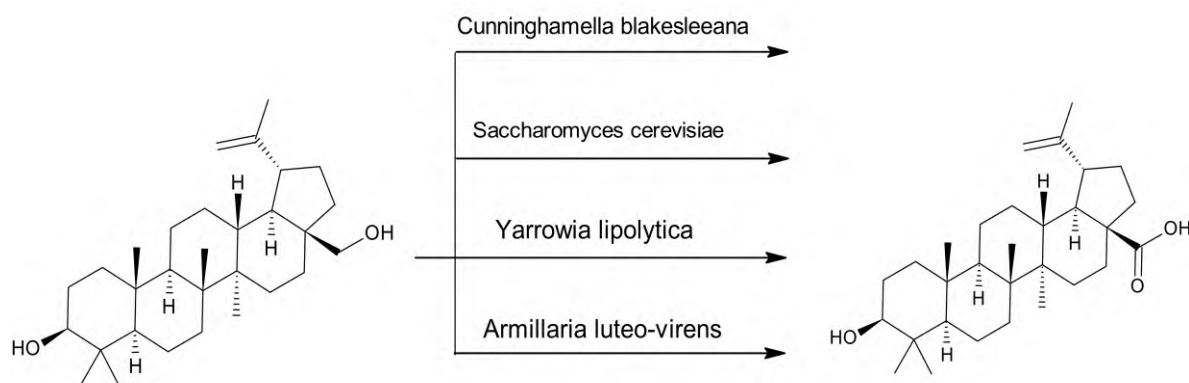 Cunninghamella blakesleeana
Saccharomyces cerevisiae
Yarrowia lipolytica
Armillaria luteo-virens
H
H
OH
H
H
HO
H
H
H
OH
O
H
HO
H